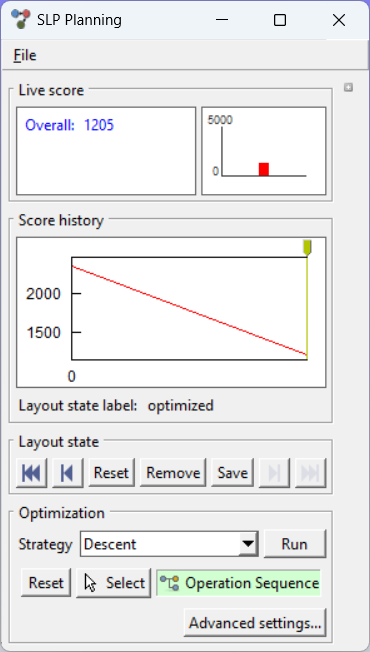 SLP Planning
File
Live score
Overall: 1205
5000
0
Score history
2000
1500
0
Layout state label: optimized
Layout state
Reset Remove Save
Optimization
Strategy Descent Run
Reset Select Operation Sequence
Advanced settings...